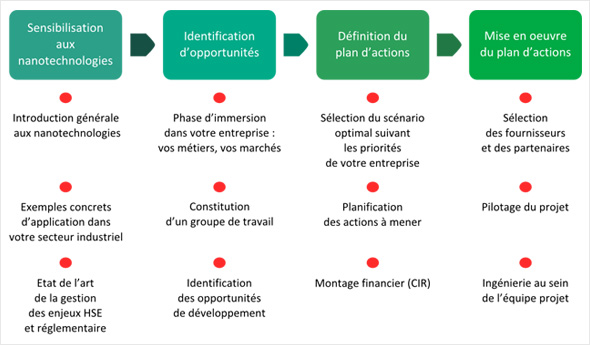 Sensibilisation
aux
nanotechnologies
Identification
d'opportunités
Définition du
plan d'actions
Mise en oeuvre
du plan d'actions
Introduction générale
aux nanotechnologies
Exemples concrets
d'application dans
votre secteur industriel
Etat de l'art
de la gestion
des enjeux HSE
et réglementaire
Phase d'immersion
dans votre entreprise :
vos métiers, vos marchés
Constitution
d'un groupe de travail
Identification
des opportunités
de développement
Sélection du scénario
optimal suivant
les priorités
de votre entreprise
Planification
des actions à mener
Montage financier (CIR)
Sélection
des fournisseurs
et des partenaires
Pilotage du projet
Ingénierie au sein
de l'équipe projet